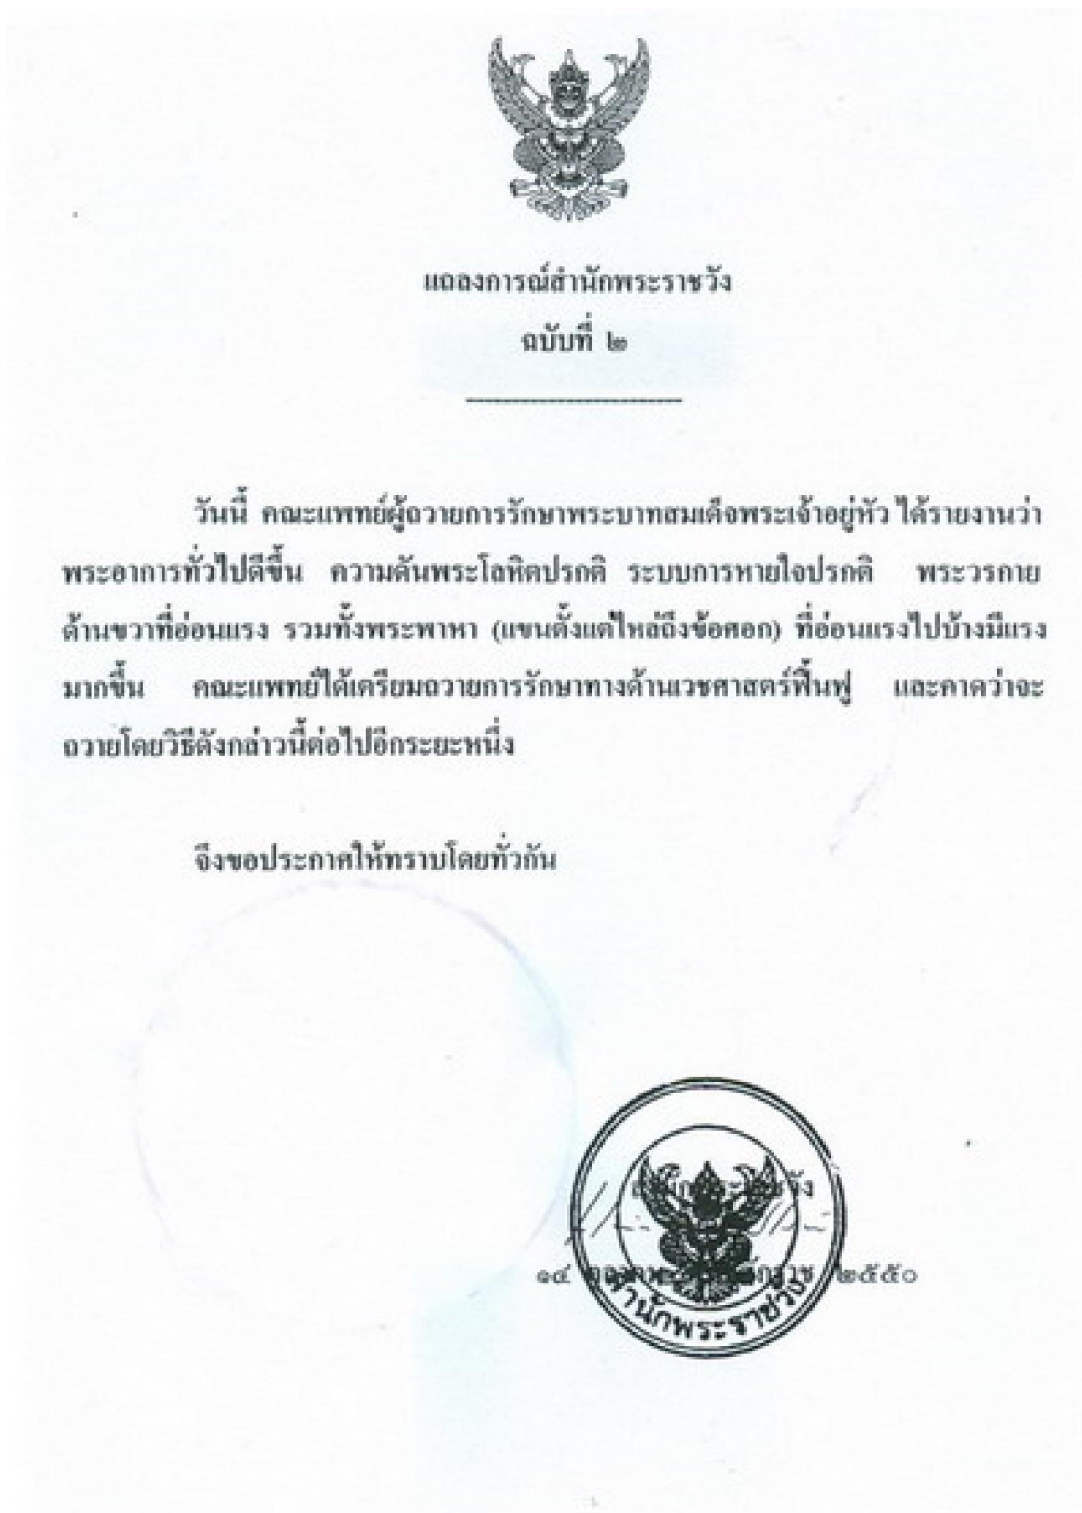 แถลงการณ์สำนักพระราชวัง
ฉบับที่ ๒
วันนี้ คณะแพทย์ผู้ถวายการรักษาพระบาทสมเด็จพระเจ้าอยู่หัว ได้รายงานว่า
พระอาการทั่วไปดีขึ้น ความดันพระโลหิตปรกติ ระบบการหายใจปรกติ พระวรกาย
ด้านขวาที่อ่อนแรง รวมทั้งพระพาหา (แขนตั้งแต่ไหล่ถึงข้อศอก) ที่อ่อนแรงไปบ้างมีแรง
มากขึ้น คณะแพทย์ได้เตรียมถวายการรักษาทางด้านเวชศาสตร์ฟื้นฟู และคาดว่าจะ
ถวายโดยวิธีดังกล่าวนี้ต่อไปอีกระยะหนึ่ง
จึงขอประกาศให้ทราบโดยทั่วกัน
๑๔ ๒๕๕๐
สำนักพระราชวัง